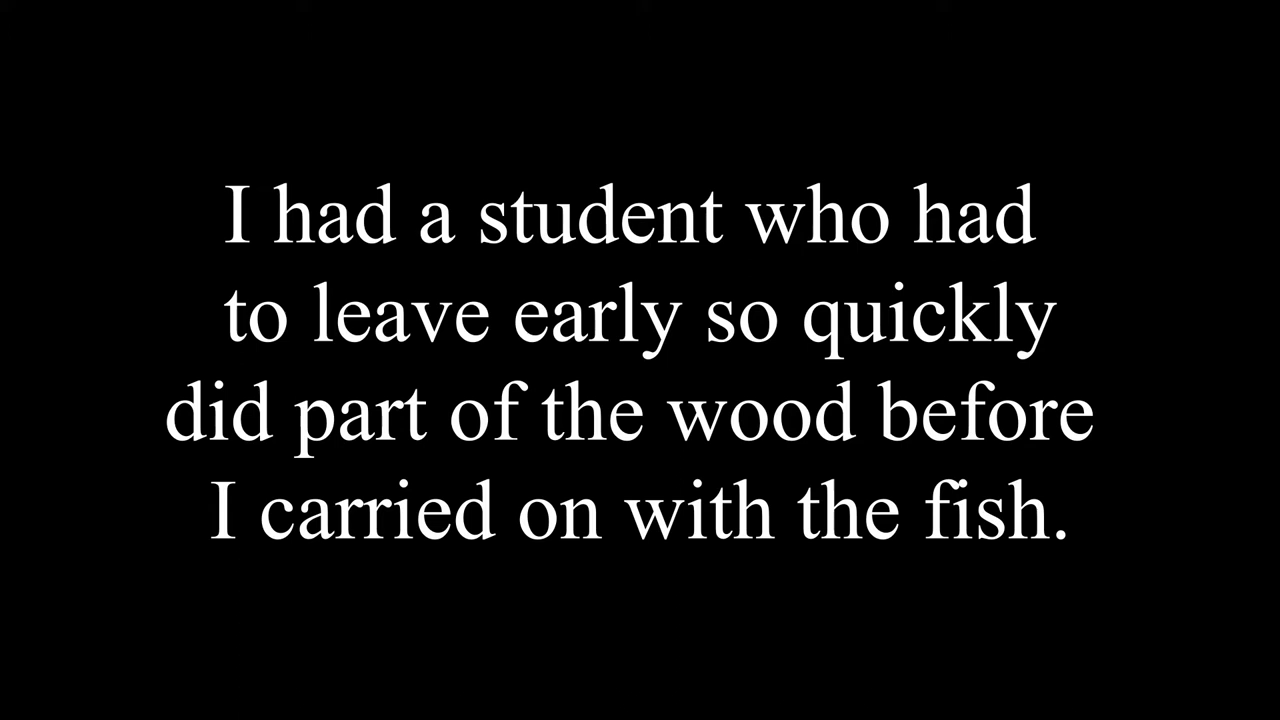 I had a student who had
to leave early so quickly
did part of the wood before
I carried on with the fish.